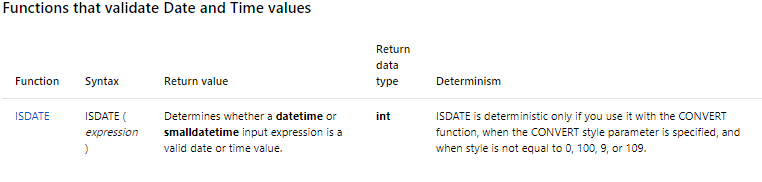 Functions that validate Date and Time values
Return
data
Function Syntax Return value type Determinism
ISDATE ISDATE ( Determines whether a datetime or int ISDATE is deterministic only if you use it with the CONVERT
expression smalldatetime input expression is a function, when the CONVERT style parameter is specified, and
) valid date or time value. when style is not equal to 0, 100, 9, or 109.